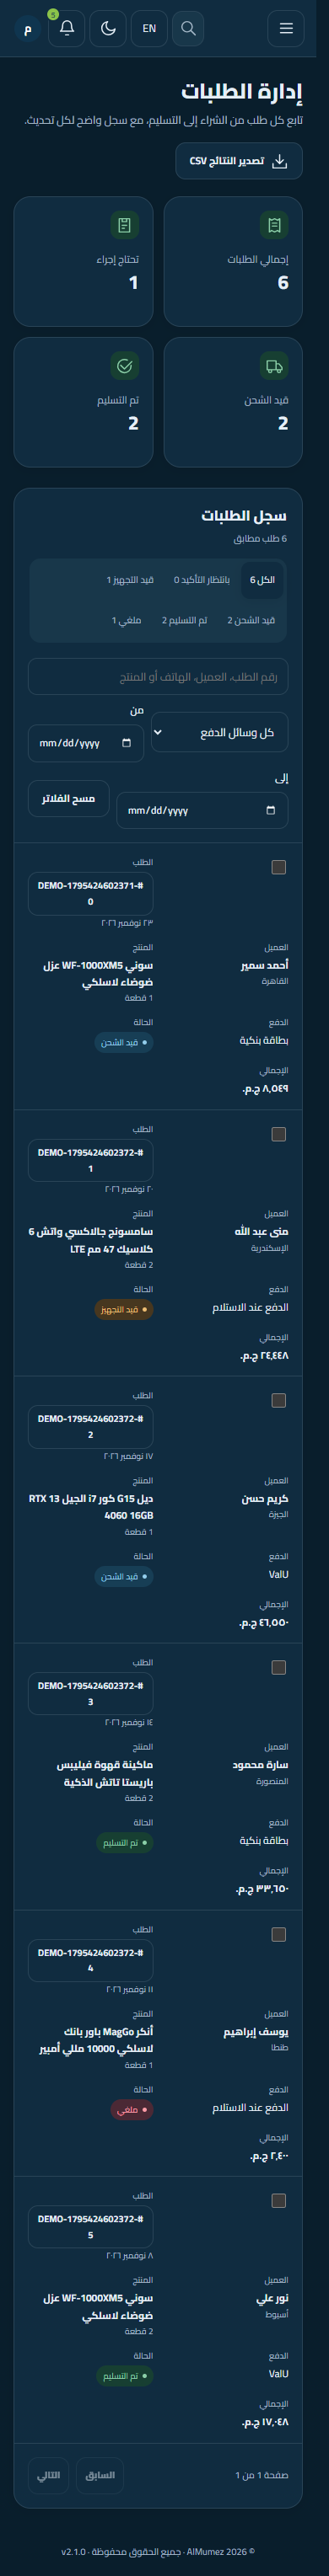 EN
5
م
إدارة الطلبات
تابع كل طلب من الشراء إلى التسليم، مع سجل واضح لكل تحديث.
تصدير النتائج CSV
إجمالي الطلبات
6
تحتاج إجراء
1
قيد الشحن
2
تم التسليم
2
سجل الطلبات
6 طلب مطابق
الكل 6 بانتظار التأكيد 0 قيد التجهيز 1
قيد الشحن 2 تم التسليم 2 ملغي 1
رقم الطلب، العميل، الهاتف أو المنتج
كل وسائل الدفع
من
mm/dd/yyyy
إلى
mm/dd/yyyy
مسح الفلاتر
الطلب
#DEMO-1795424602371-
0
٢٣ نوفمبر ٢٠٢٦
العميل
أحمد سمير
القاهرة
المنتج
سوني WF-1000XM5 عزل
ضوضاء لاسلكي
1 قطعة
الدفع
بطاقة بنكية
الحالة
قيد الشحن
الإجمالي
٨٬٥٤٩ ج.م.
الطلب
#DEMO-1795424602372-
1
٢٠ نوفمبر ٢٠٢٦
العميل
منى عبد الله
الإسكندرية
المنتج
سامسونج جالاكسي واتش 6
كلاسيك 47 مم LTE
2 قطعة
الدفع
الدفع عند الاستلام
الحالة
قيد التجهيز
الإجمالي
٢٤٬٤٤٨ ج.م.
الطلب
#DEMO-1795424602372-
2
١٧ نوفمبر ٢٠٢٦
العميل
كريم حسن
الجيزة
المنتج
ديل G15 كور i7 الجيل 13 RTX
4060 16GB
1 قطعة
الدفع
ValU
الحالة
قيد الشحن
الإجمالي
٤٦٬٥٥٠ ج.م.
الطلب
#DEMO-1795424602372-
3
١٤ نوفمبر ٢٠٢٦
العميل
سارة محمود
المنصورة
المنتج
ماكينة قهوة فيليبس
باريستا تاتش الذكية
2 قطعة
الدفع
بطاقة بنكية
الحالة
تم التسليم
الإجمالي
٣٣٬٦٥٠ ج.م.
الطلب
#DEMO-1795424602372-
4
١١ نوفمبر ٢٠٢٦
العميل
يوسف إبراهيم
طنطا
المنتج
أنكر MagGo باور بانك
لاسلكي 10000 مللي أمبير
1 قطعة
الدفع
الدفع عند الاستلام
الحالة
ملغي
الإجمالي
٢٬٤٠٠ ج.م.
الطلب
#DEMO-1795424602372-
5
٨ نوفمبر ٢٠٢٦
العميل
نور علي
أسيوط
المنتج
سوني WF-1000XM5 عزل
ضوضاء لاسلكي
2 قطعة
الدفع
ValU
الحالة
تم التسليم
الإجمالي
١٧٬٠٤٨ ج.م.
صفحة 1 من 1
السابق
التالي
© 2026 AlMumez · جميع الحقوق محفوظة · v2.1.0